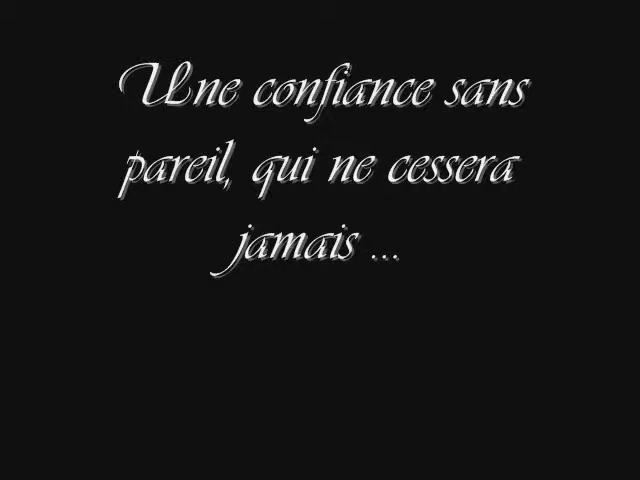 Une confiance sans
pareil, qui ne cessera
jamais ...